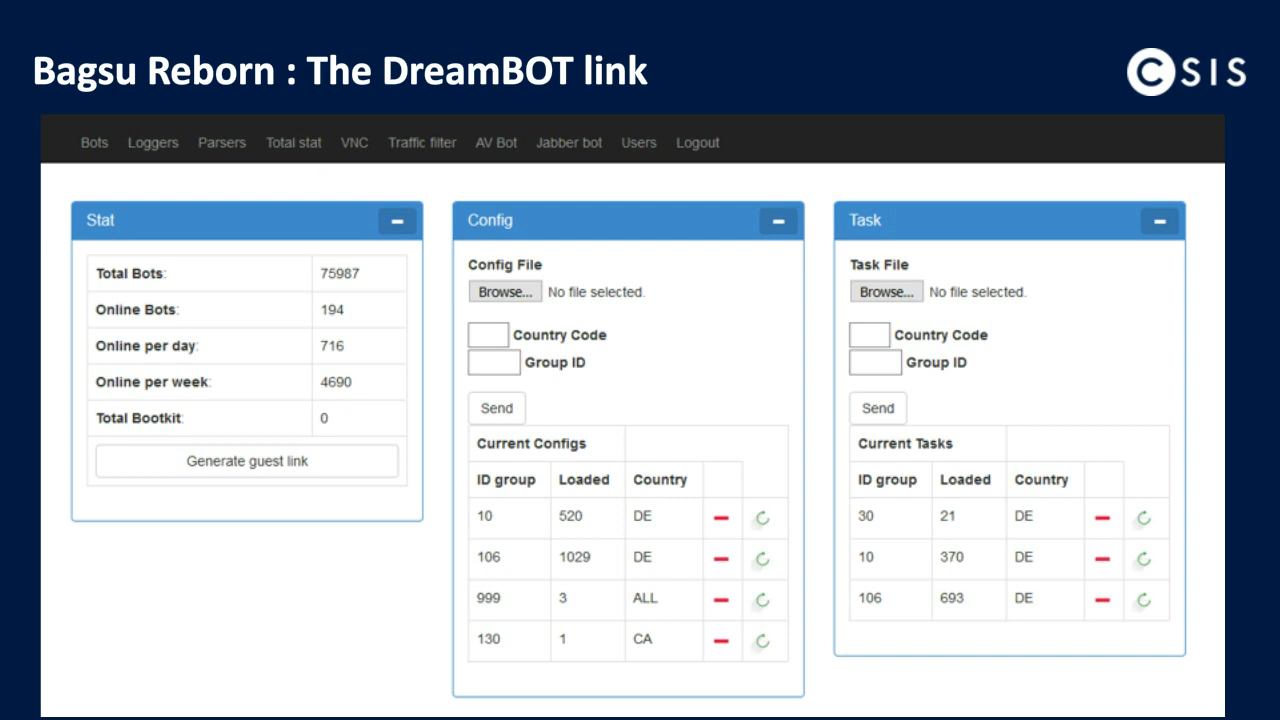 Bagsu Reborn : The DreamBOT link
CSIS
Bots Loggers Parsers Total stat VNC Traffic filter AV Bot Jabber bot Users Logout
Stat
Total Bots: 75987
Online Bots: 194
Online per day: 716
Online per week: 4690
Total Bootkit: 0
Generate guest link
Config
Config File
Browse... No file selected.
Country Code
Group ID
Send
Current Configs
ID group Loaded Country
10 520 DE
106 1029 DE
999 3 ALL
130 1 CA
Task
Task File
Browse... No file selected.
Country Code
Group ID
Send
Current Tasks
ID group Loaded Country
30 21 DE
10 370 DE
106 693 DE